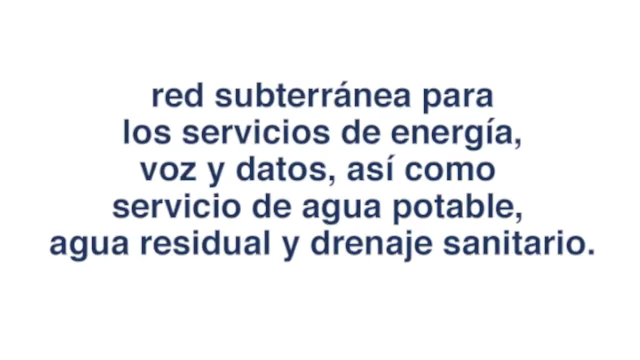 red subterránea para
los servicios de energía,
voz y datos, así como
servicio de agua potable,
agua residual y drenaje sanitario.